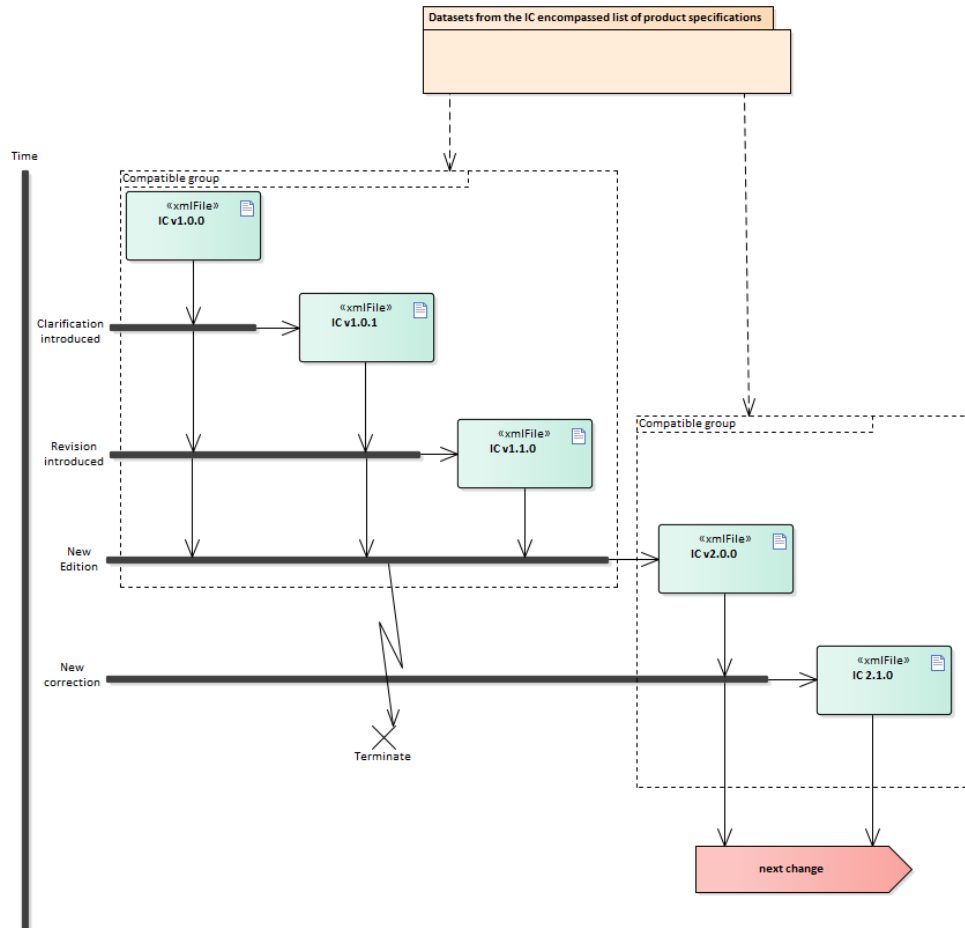 Datasets from the IC encompassed list of product specifications
Time
Compatible group
«xmlFile»
IC v1.0.0
Clarification
introduced
«xmlFile»
IC v1.0.1
Revision
introduced
«xmlFile»
IC v1.1.0
Compatible group
New
Edition
«xmlFile»
IC v2.0.0
New
correction
«xmlFile»
IC 2.1.0
Terminate
next change